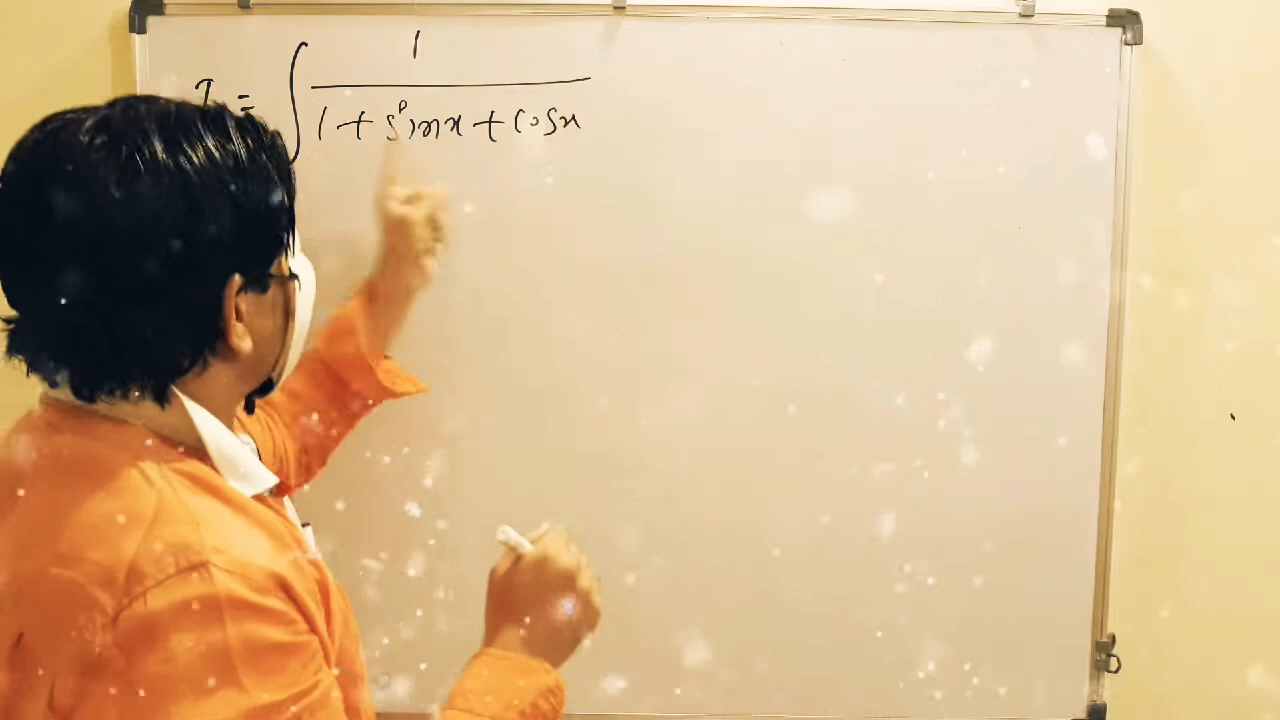 I = ∫ 1 / (1 + sinx + cosx)